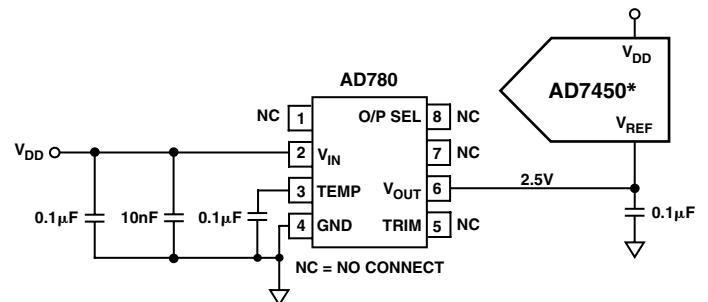 V_DD
AD780
AD7450*
NC 1 O/P SEL 8 NC
V_REF
V_DD
2 V_IN
7 NC
3 TEMP
V_OUT 6
2.5V
0.1μF
10nF
0.1μF
4 GND
TRIM 5 NC
0.1μF
NC = NO CONNECT